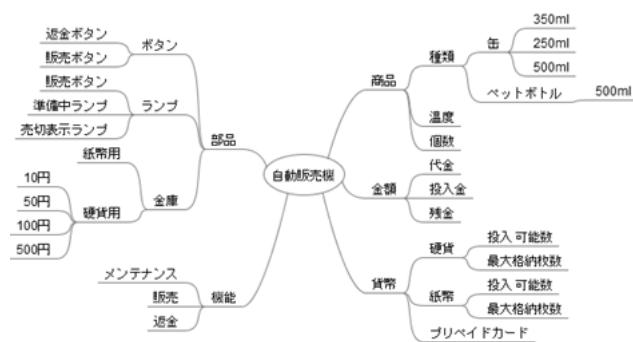 自動販売機
部品
ボタン
返金ボタン
販売ボタン
ランプ
販売ボタン
準備中ランプ
売切表示ランプ
金庫
紙幣用
硬貨用
10円
50円
100円
500円
機能
メンテナンス
販売
返金
商品
種類
缶
350ml
250ml
500ml
ペットボトル
500ml
温度
個数
金額
代金
投入金
残金
貨幣
硬貨
投入可能数
最大格納枚数
紙幣
投入可能数
最大格納枚数
プリペイドカード